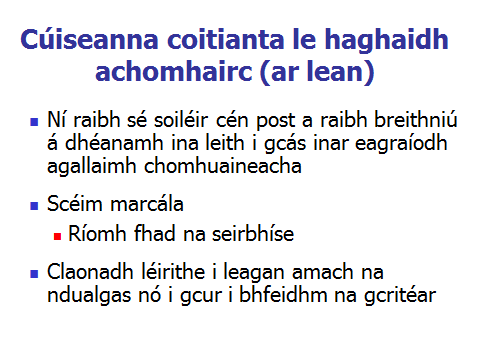 Cúiseanna coitianta le haghaidh
achomhairc (ar lean)
Ní raibh sé soiléir cén post a raibh breithniú
á dhéanamh ina leith i gcás inar eagraíodh
agallaimh chomhuaineacha
Scéim marcála
Ríomh fhad na seirbhíse
Claonadh léirithe i leagan amach na
ndualgas nó i gcur i bhfeidhm na gcritéar